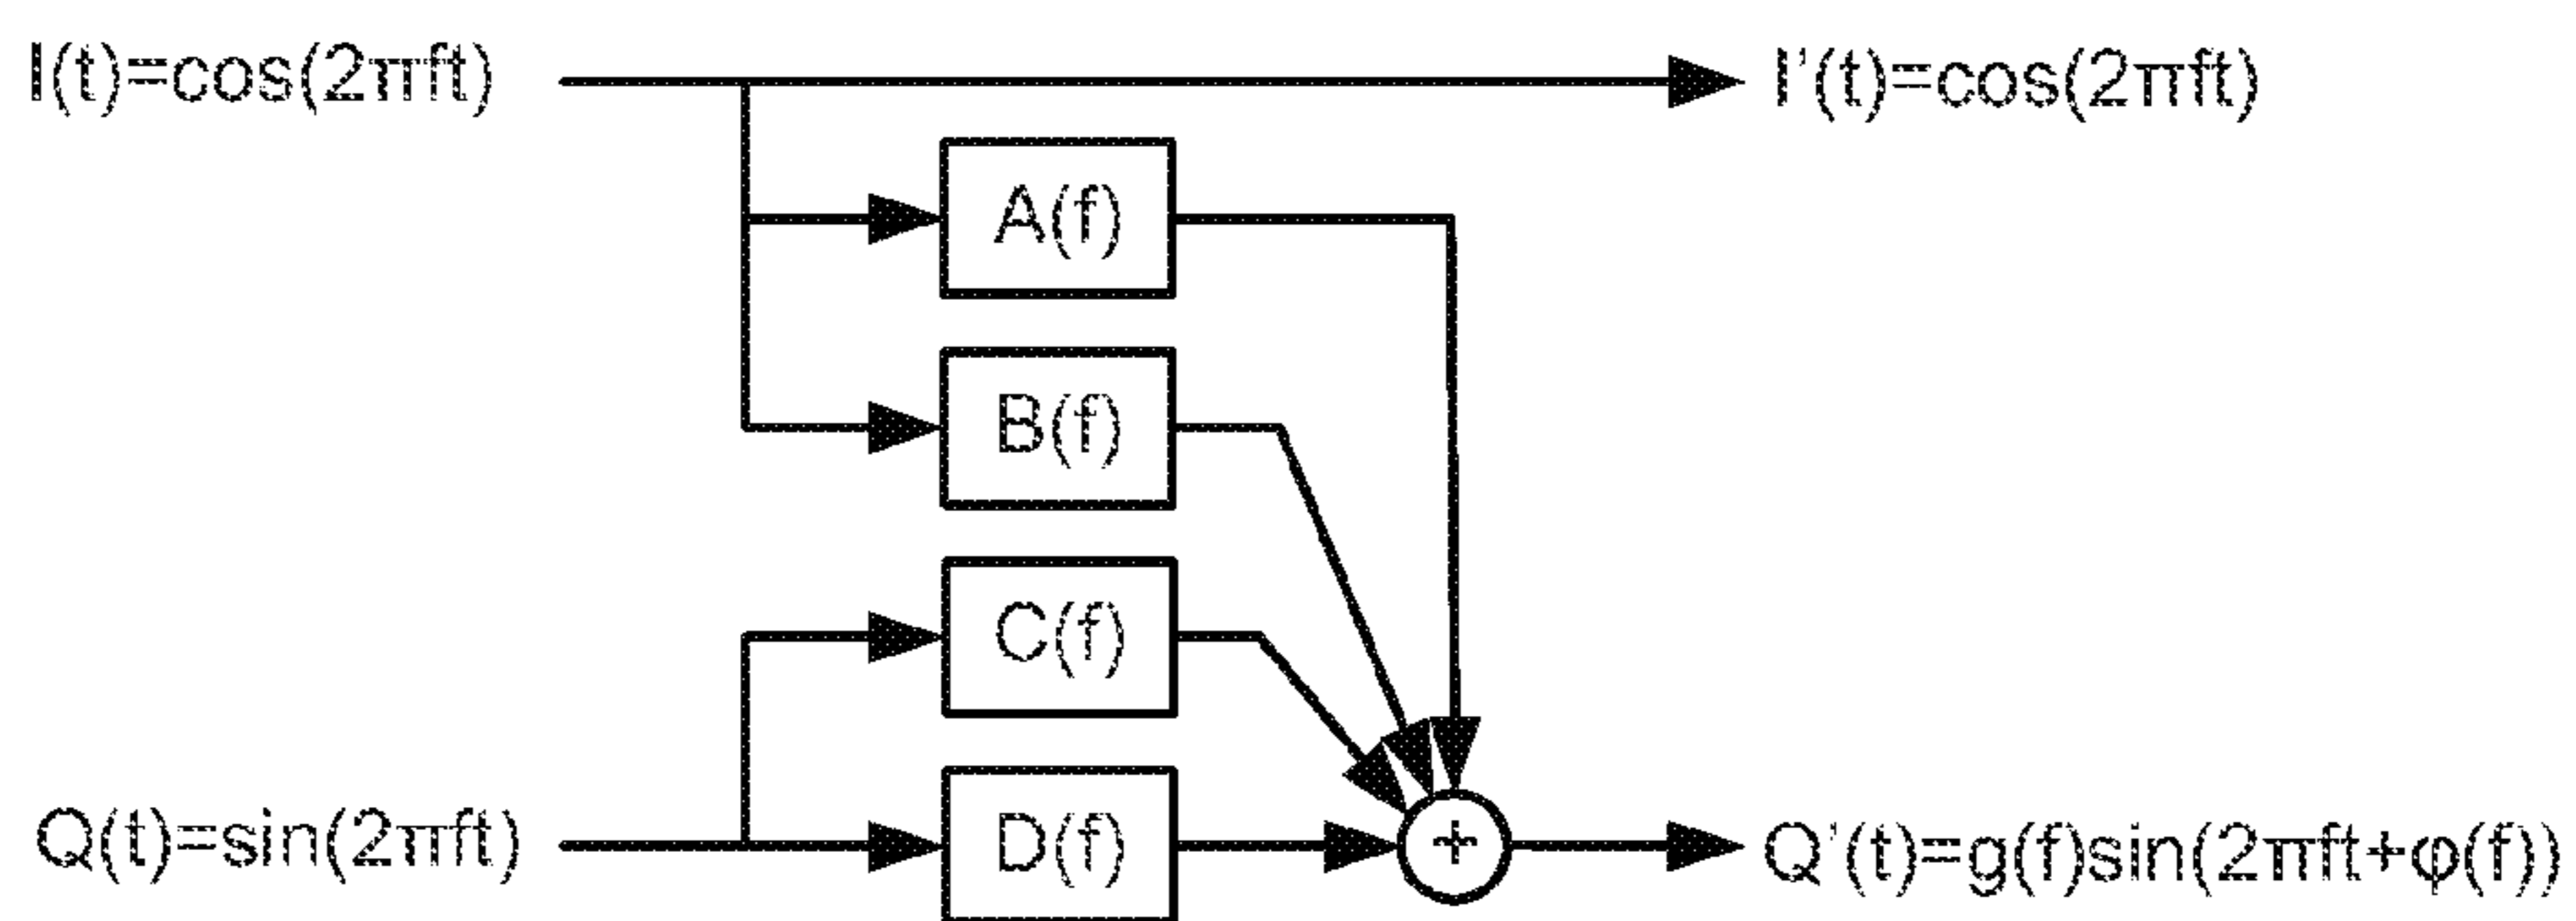 I(t)=cos(2πft)
I'(t)=cos(2πft)
A(f)
B(f)
C(f)
D(f)
+
Q(t)=sin(2πft)
Q'(t)=g(f)sin(2πft+φ(f))